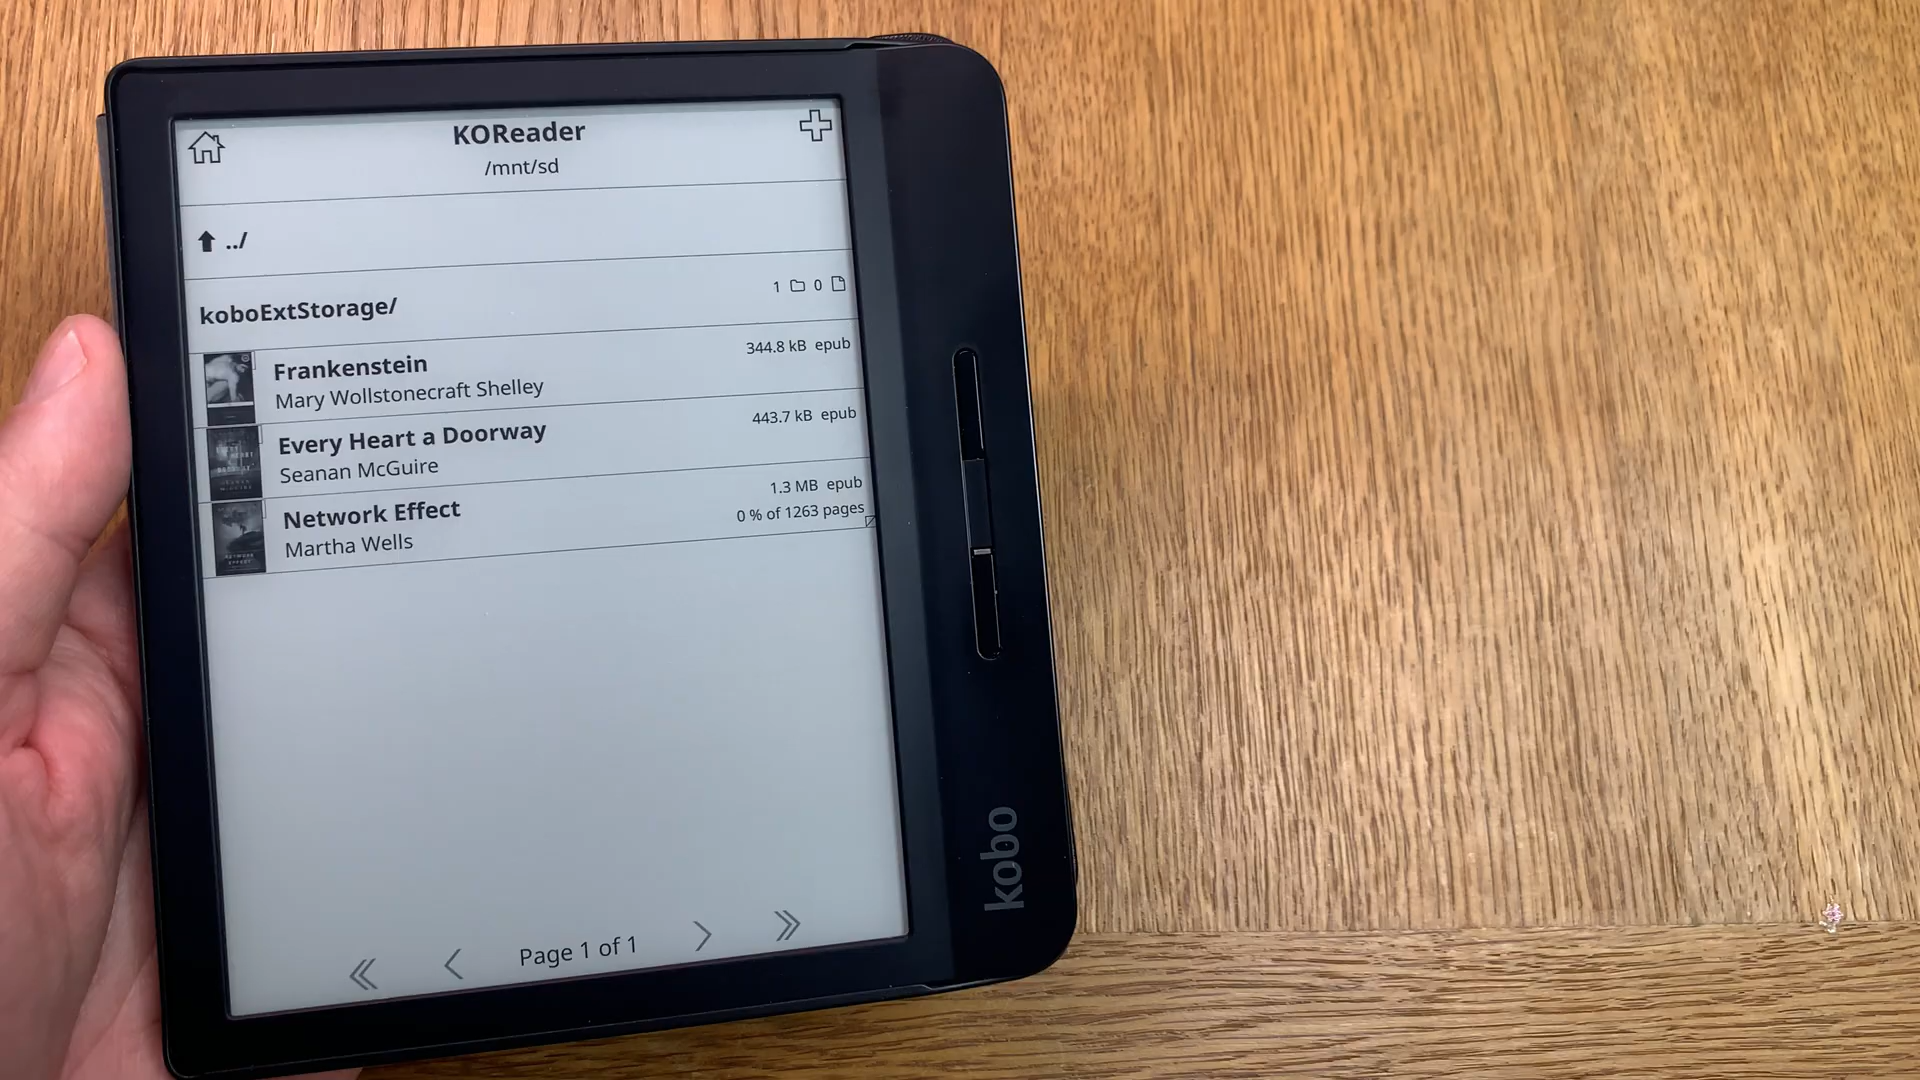 KOReader
/mnt/sd
../
koboExtStorage/
1 0
Frankenstein
344.8 kB epub
Mary Wollstonecraft Shelley
Every Heart a Doorway
443.7 kB epub
Seanan McGuire
Network Effect
1.3 MB epub
0 % of 1263 pages
Martha Wells
NETWORK
EFFECT
Page 1 of 1
kobo